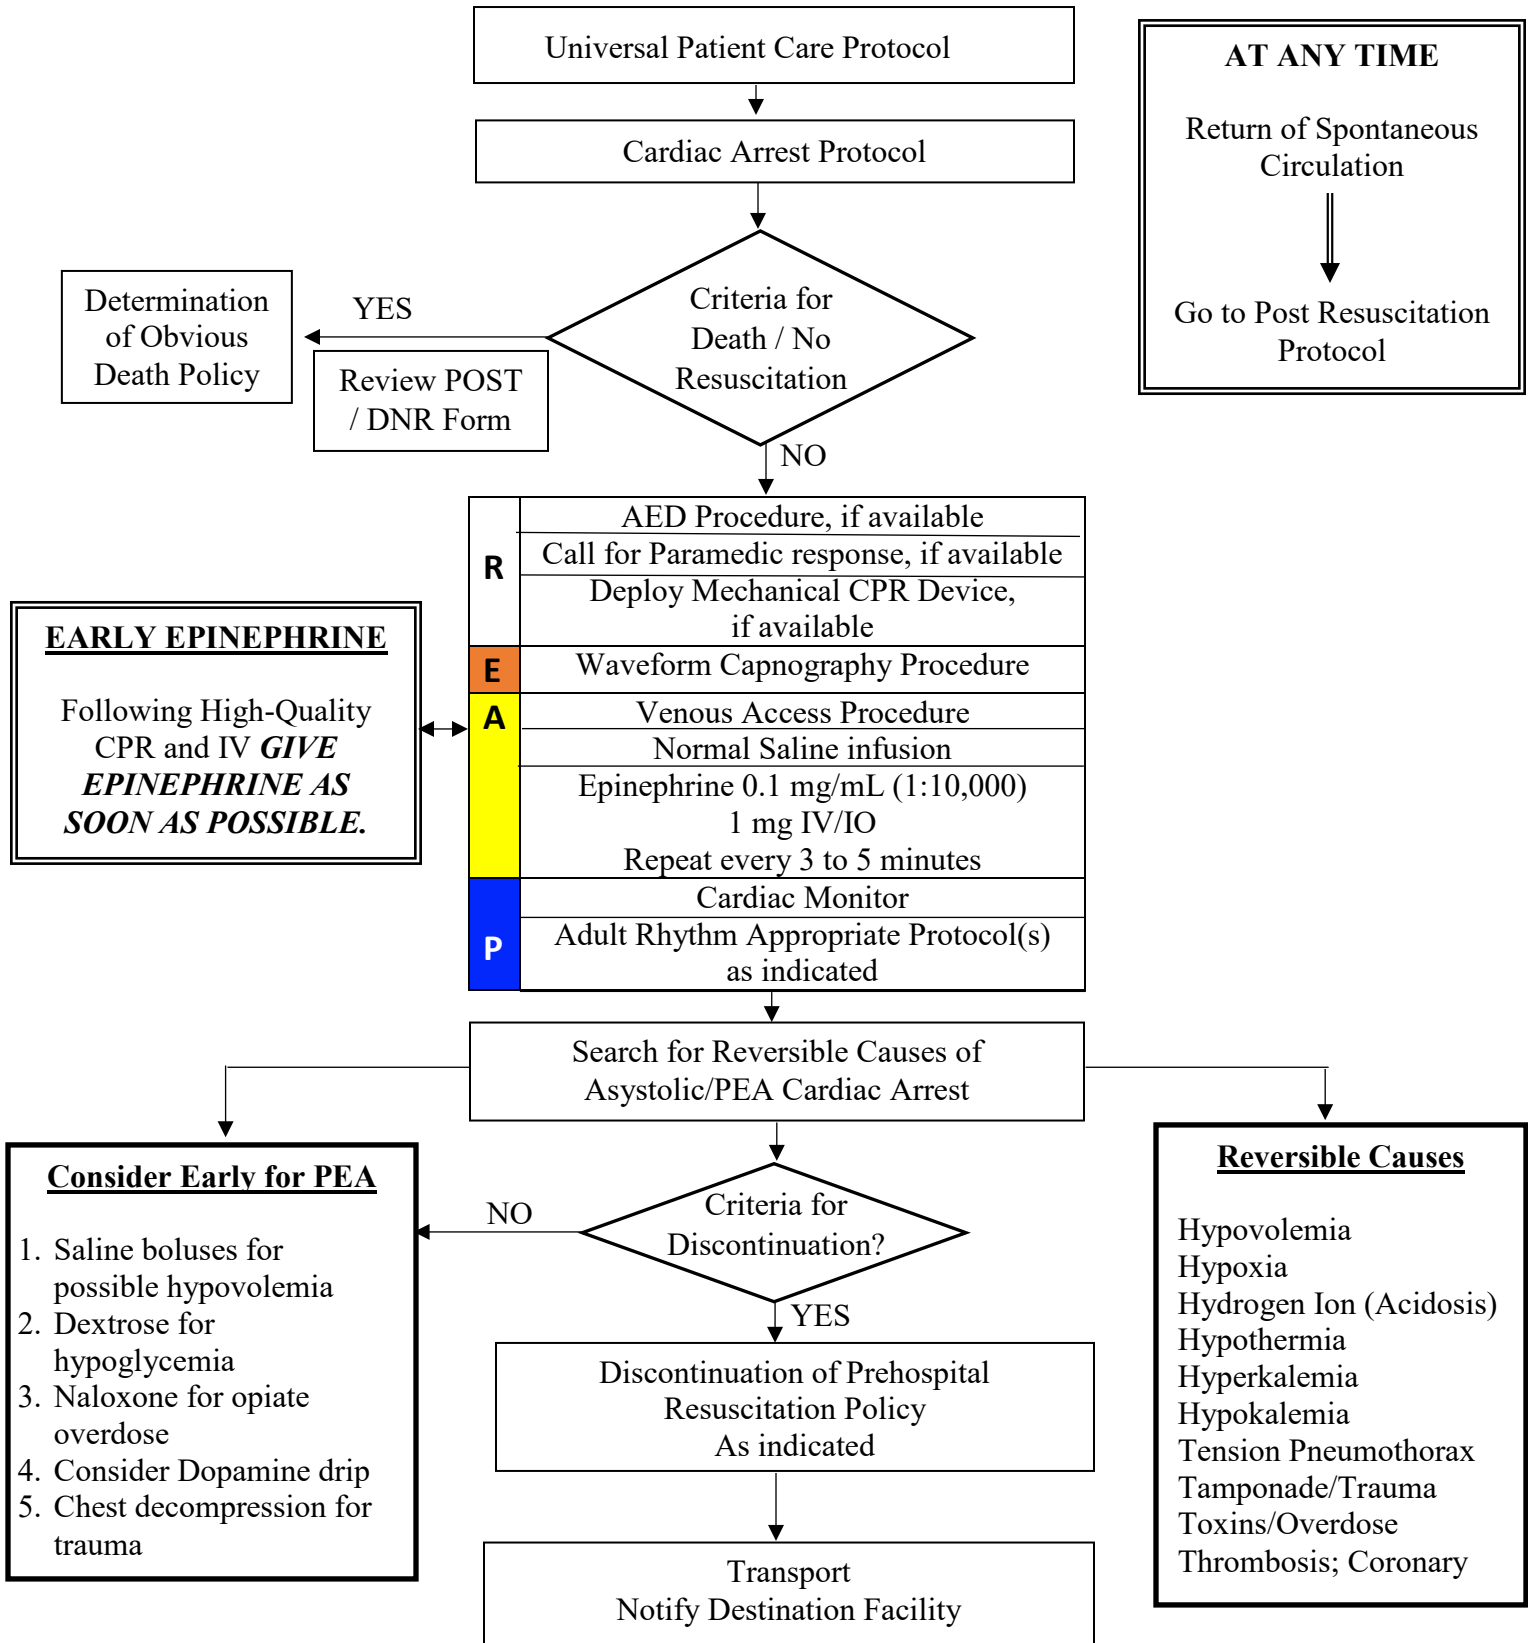 Universal Patient Care Protocol
AT ANY TIME
Return of Spontaneous
Circulation
Go to Post Resuscitation
Protocol
Cardiac Arrest Protocol
Criteria for
Death / No
Resuscitation
YES
Determination
of Obvious
Death Policy
Review POST
/ DNR Form
NO
R
AED Procedure, if available
Call for Paramedic response, if available
Deploy Mechanical CPR Device,
if available
E
Waveform Capnography Procedure
A
Venous Access Procedure
Normal Saline infusion
Epinephrine 0.1 mg/mL (1:10,000)
1 mg IV/IO
Repeat every 3 to 5 minutes
P
Cardiac Monitor
Adult Rhythm Appropriate Protocol(s)
as indicated
EARLY EPINEPHRINE
Following High-Quality
CPR and IV GIVE
EPINEPHRINE AS
SOON AS POSSIBLE.
Search for Reversible Causes of
Asystolic/PEA Cardiac Arrest
Consider Early for PEA
1. Saline boluses for
possible hypovolemia
2. Dextrose for
hypoglycemia
3. Naloxone for opiate
overdose
4. Consider Dopamine drip
5. Chest decompression for
trauma
NO
Criteria for
Discontinuation?
YES
Discontinuation of Prehospital
Resuscitation Policy
As indicated
Transport
Notify Destination Facility
Reversible Causes
Hypovolemia
Hypoxia
Hydrogen Ion (Acidosis)
Hypothermia
Hyperkalemia
Hypokalemia
Tension Pneumothorax
Tamponade/Trauma
Toxins/Overdose
Thrombosis; Coronary